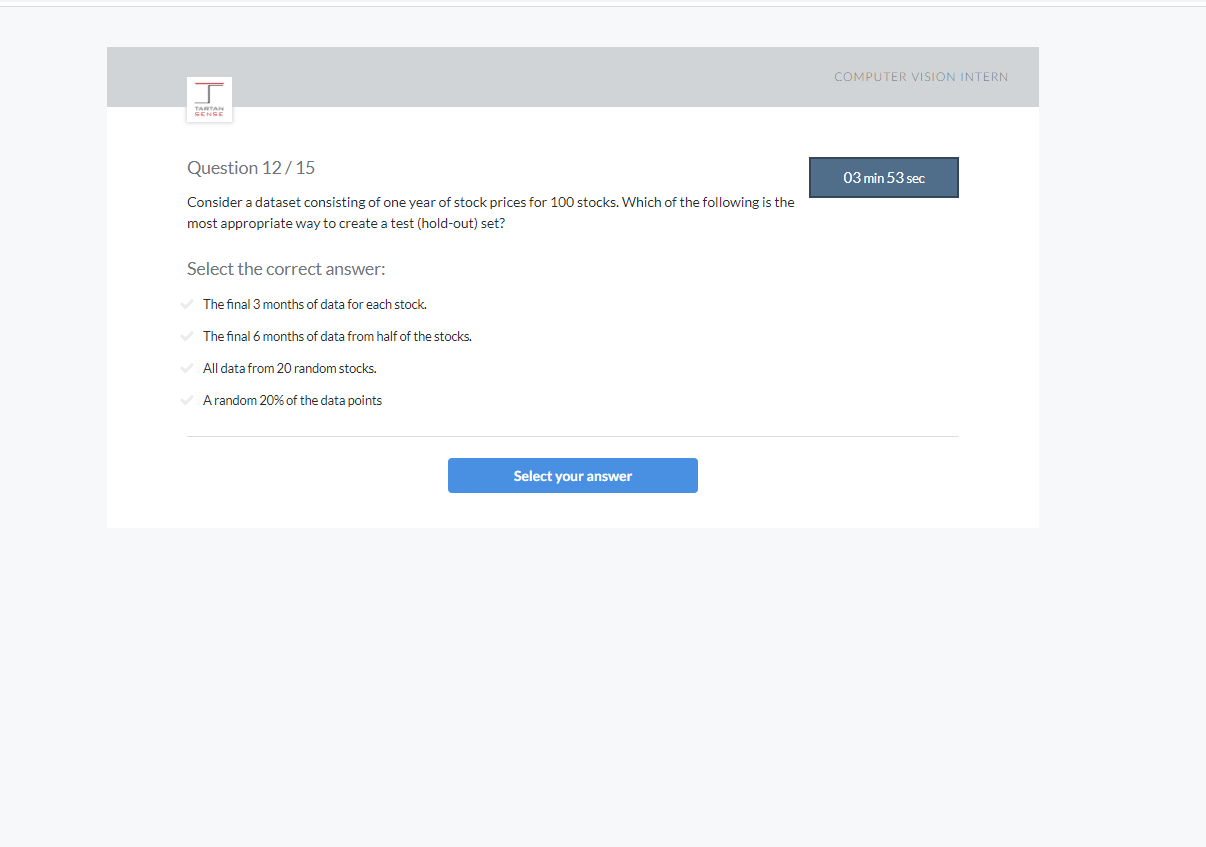 COMPUTER VISION INTERN
TARTAN
SENSE
Question 12 / 15
03 min 53 sec
Consider a dataset consisting of one year of stock prices for 100 stocks. Which of the following is the
most appropriate way to create a test (hold-out) set?
Select the correct answer:
The final 3 months of data for each stock.
The final 6 months of data from half of the stocks.
All data from 20 random stocks.
A random 20% of the data points
Select your answer